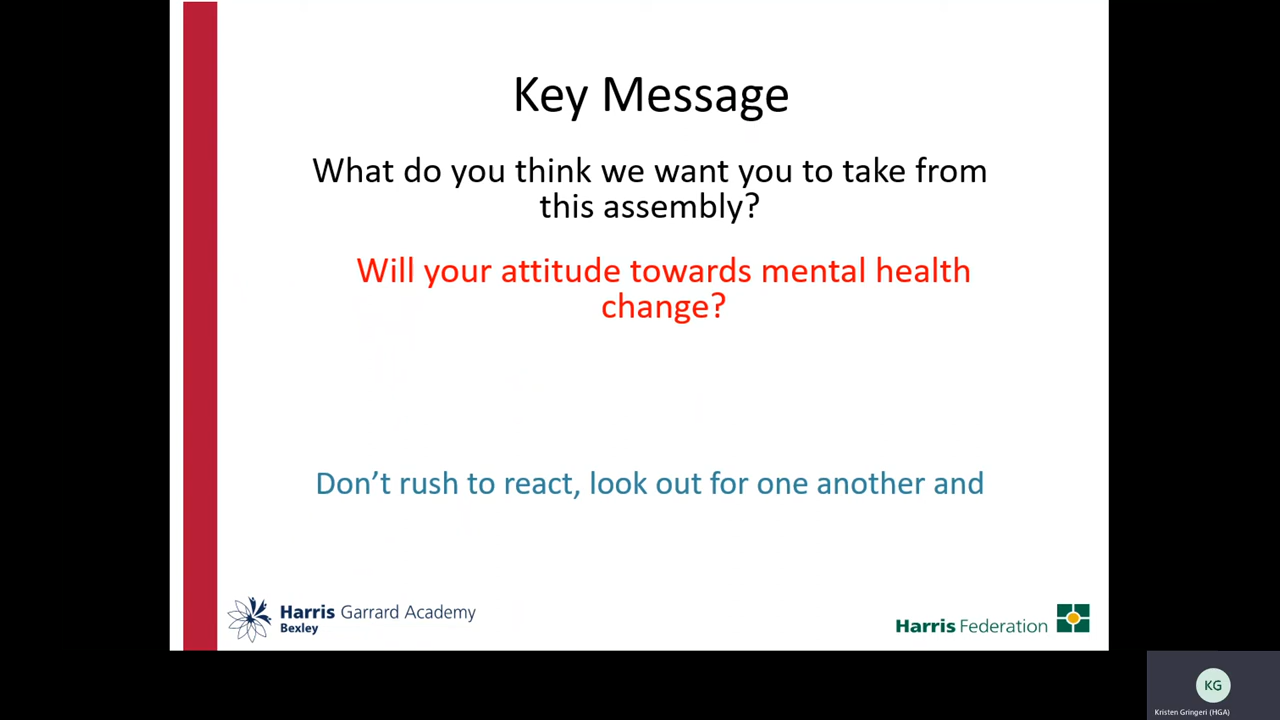 Key Message
What do you think we want you to take from
this assembly?
Will your attitude towards mental health
change?
Don't rush to react, look out for one another and
Harris Garrard Academy
Bexley
Harris Federation
KG
Kristen Gringeri (HGA)